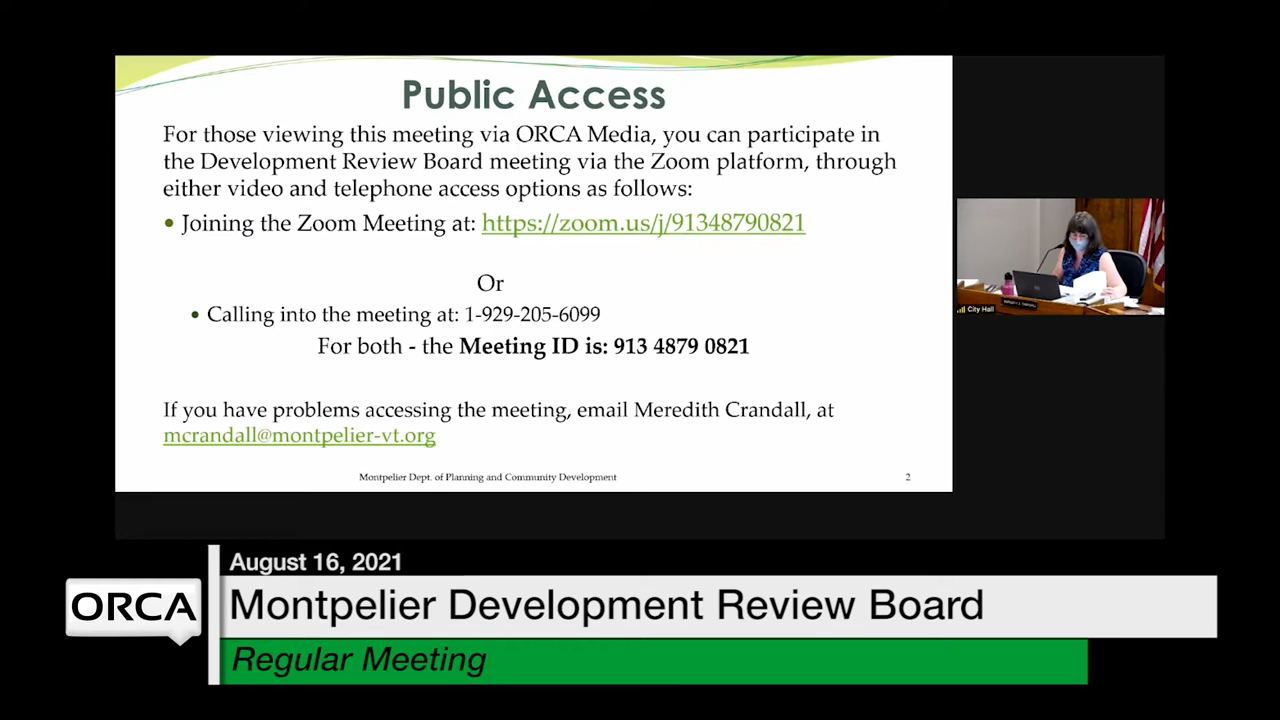 Public Access
For those viewing this meeting via ORCA Media, you can participate in
the Development Review Board meeting via the Zoom platform, through
either video and telephone access options as follows:
• Joining the Zoom Meeting at: https://zoom.us/j/91348790821
Or
• Calling into the meeting at: 1-929-205-6099
For both - the Meeting ID is: 913 4879 0821
If you have problems accessing the meeting, email Meredith Crandall, at
mcrandall@montpelier-vt.org
Montpelier Dept. of Planning and Community Development
2
City Hall
August 16, 2021
ORCA
Montpelier Development Review Board
Regular Meeting